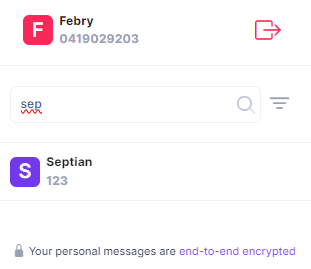 F
Febry
0419029203
sep
S
Septian
123
Your personal messages are end-to-end encrypted